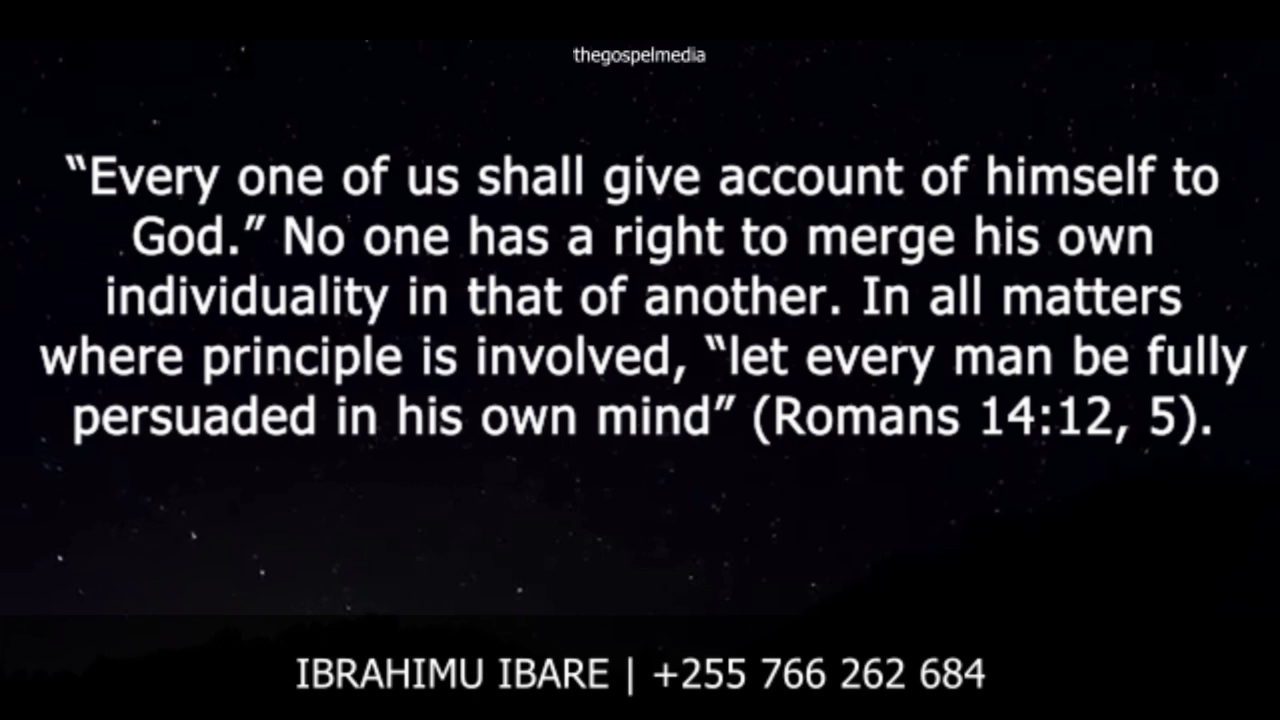 thegospelmedia
“Every one of us shall give account of himself to
God.” No one has a right to merge his own
individuality in that of another. In all matters
where principle is involved, “let every man be fully
persuaded in his own mind” (Romans 14:12, 5).
IBRAHIMU IBARE | +255 766 262 684